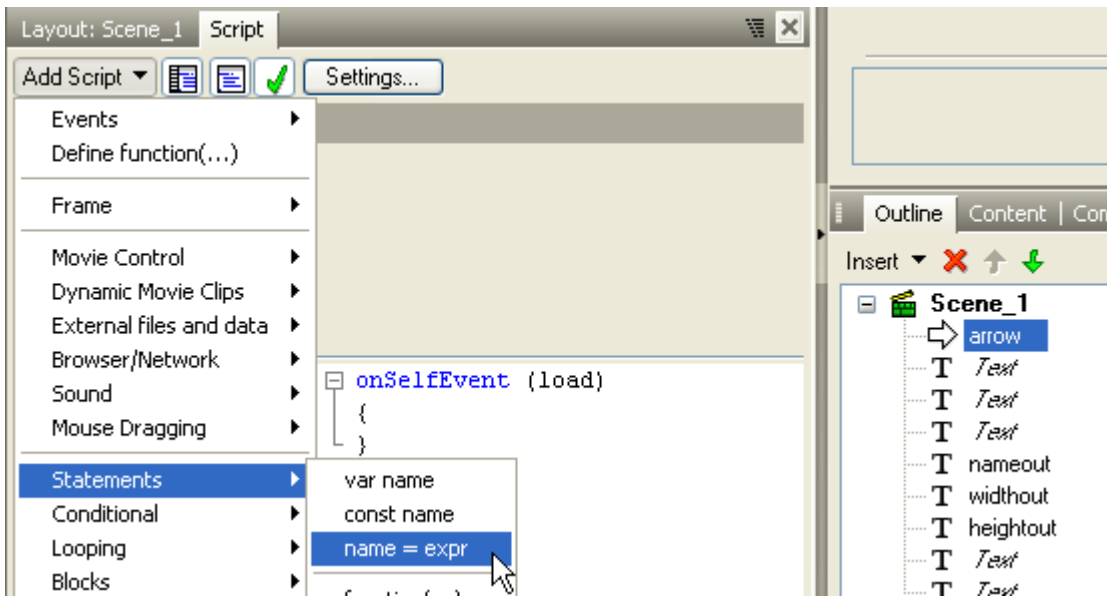 Layout: Scene_1 Script
Add Script Settings...
Events
Define function(...)
Frame
Movie Control
Dynamic Movie Clips
External files and data
Browser/Network
Sound
Mouse Dragging
Statements
Conditional
Looping
Blocks
onSelfEvent (load)
{
}
var name
const name
name = expr
Outline Content
Insert
Scene_1
arrow
Text
Text
Text
nameout
widthout
heightout
Text
Text